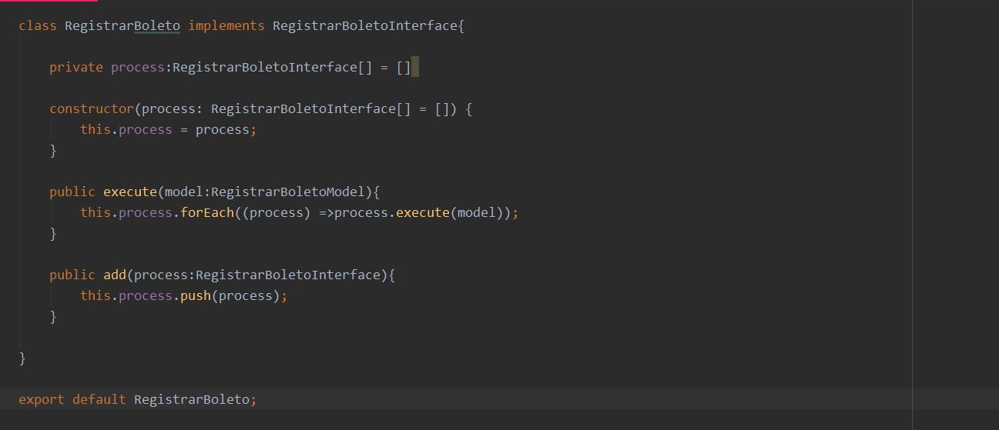 class RegistrarBoleto implements RegistrarBoletoInterface{
private process:RegistrarBoletoInterface[] = []
constructor(process: RegistrarBoletoInterface[] = []) {
this.process = process;
}
public execute(model:RegistrarBoletoModel){
this.process.forEach((process) =>process.execute(model));
}
public add(process:RegistrarBoletoInterface){
this.process.push(process);
}
}
export default RegistrarBoleto;